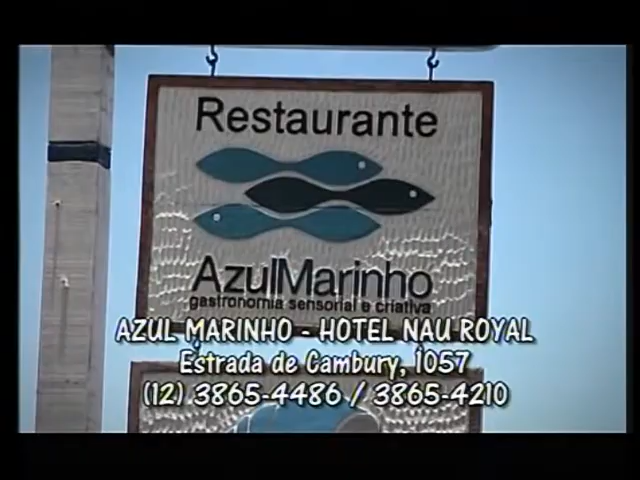 Restaurante
AzulMarinho
gastronomia sensorial e criativa
AZUL MARINHO - HOTEL NAU ROYAL
Estrada de Cambury, 1057
(12) 3865-4486 / 3865-4210